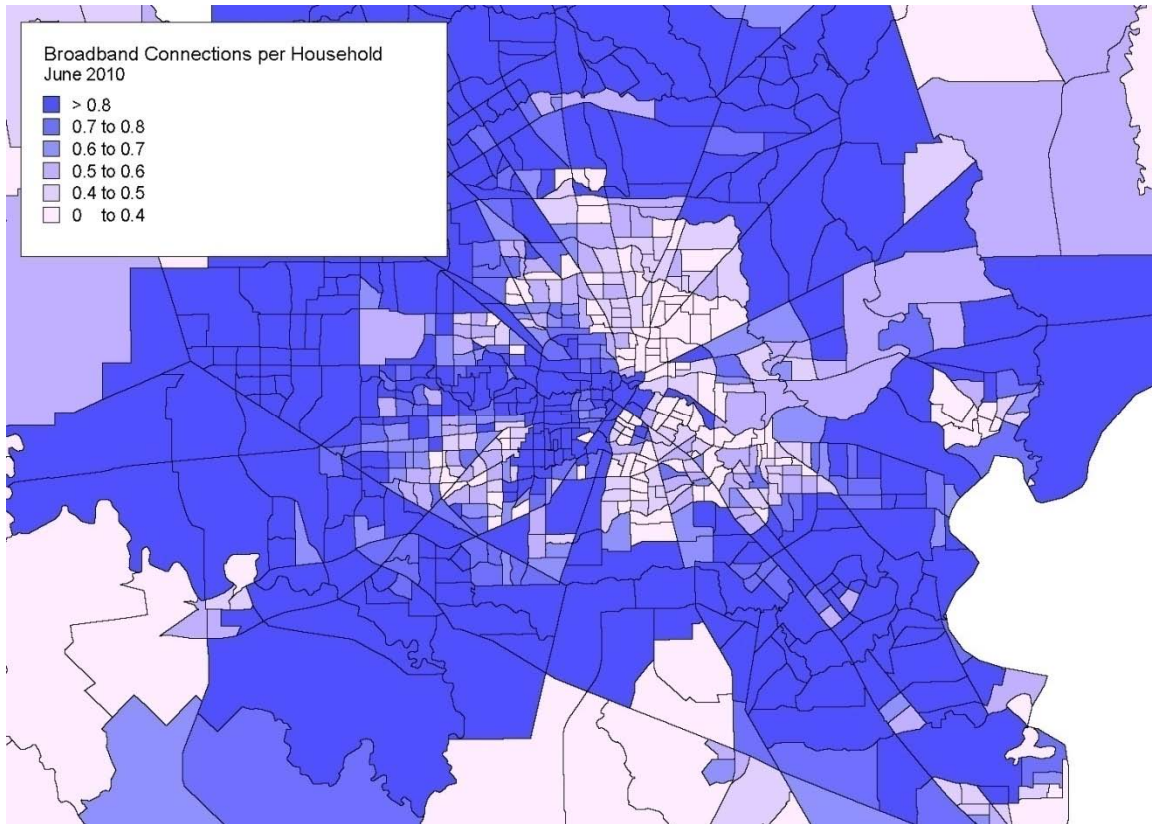 Broadband Connections per Household
June 2010
> 0.8
0.7 to 0.8
0.6 to 0.7
0.5 to 0.6
0.4 to 0.5
0 to 0.4